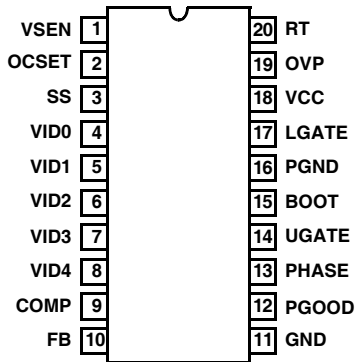 VSEN 1 20 RT
OCSET 2 19 OVP
SS 3 18 VCC
VID0 4 17 LGATE
VID1 5 16 PGND
VID2 6 15 BOOT
VID3 7 14 UGATE
VID4 8 13 PHASE
COMP 9 12 PGOOD
FB 10 11 GND